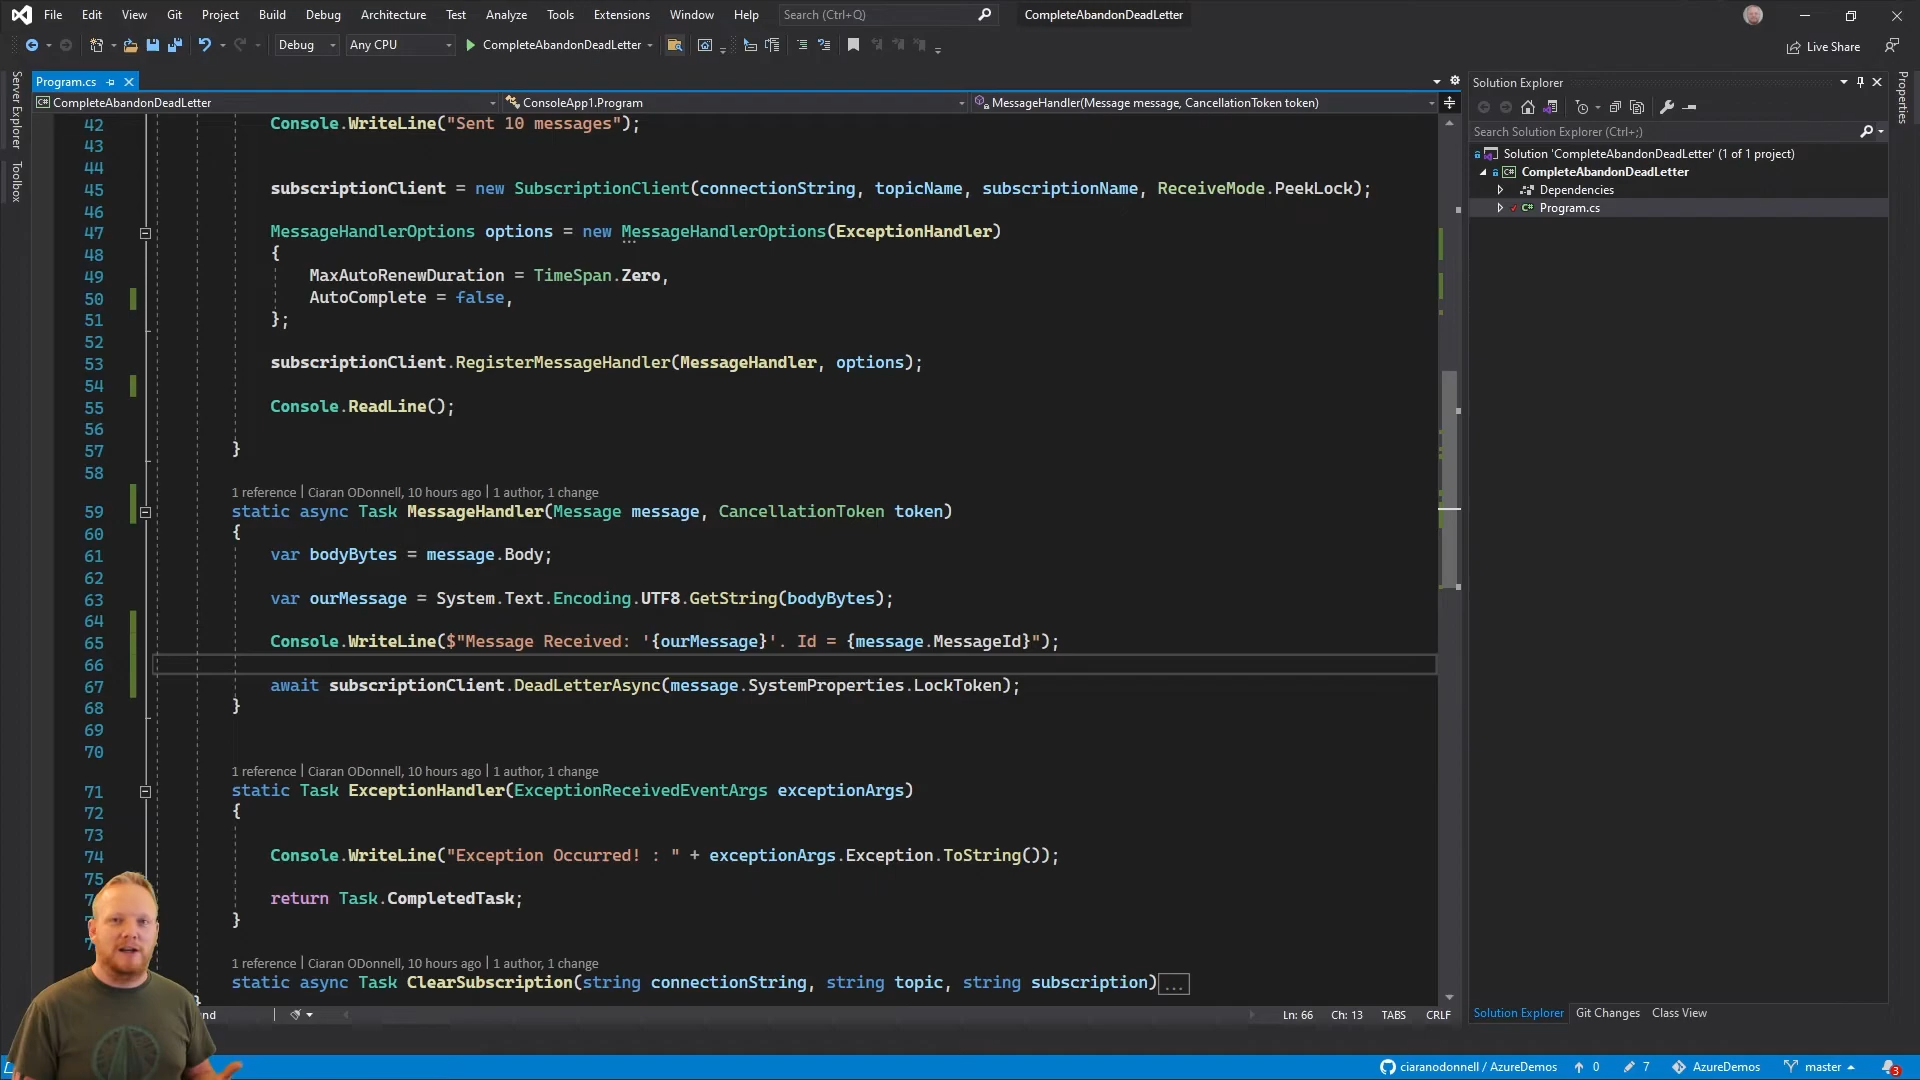 File Edit View Git Project Build Debug Architecture Test Analyze Tools Extensions Window Help Search (Ctrl+Q) CompleteAbandonDeadLetter
Debug Any CPU CompleteAbandonDeadLetter Live Share
Server Explorer
Toolbox
Program.cs
CompleteAbandonDeadLetter ConsoleApp1.Program MessageHandler(Message message, CancellationToken token)
42 Console.WriteLine("Sent 10 messages");
43
44
45 subscriptionClient = new SubscriptionClient(connectionString, topicName, subscriptionName, ReceiveMode.PeekLock);
46
47 MessageHandlerOptions options = new MessageHandlerOptions(ExceptionHandler)
48 {
49 MaxAutoRenewDuration = TimeSpan.Zero,
50 AutoComplete = false,
51 };
52
53 subscriptionClient.RegisterMessageHandler(MessageHandler, options);
54
55 Console.ReadLine();
56
57 }
58
1 reference | Ciaran ODonnell, 10 hours ago | 1 author, 1 change
59 static async Task MessageHandler(Message message, CancellationToken token)
60 {
61 var bodyBytes = message.Body;
62
63 var ourMessage = System.Text.Encoding.UTF8.GetString(bodyBytes);
64
65 Console.WriteLine($"Message Received: '{ourMessage}'. Id = {message.MessageId}");
66
67 await subscriptionClient.DeadLetterAsync(message.SystemProperties.LockToken);
68 }
69
70
1 reference | Ciaran ODonnell, 10 hours ago | 1 author, 1 change
71 static Task ExceptionHandler(ExceptionReceivedEventArgs exceptionArgs)
72 {
73
74 Console.WriteLine("Exception Occurred! : " + exceptionArgs.Exception.ToString());
75
return Task.CompletedTask;
}
1 reference | Ciaran ODonnell, 10 hours ago | 1 author, 1 change
static async Task ClearSubscription(string connectionString, string topic, string subscription)...
}
Ln: 66 Ch: 13 TABS CRLF
Solution Explorer
Search Solution Explorer (Ctrl+;)
Solution 'CompleteAbandonDeadLetter' (1 of 1 project)
CompleteAbandonDeadLetter
Dependencies
Program.cs
Solution Explorer Git Changes Class View
Properties
ciaranodonnell / AzureDemos 0 7 AzureDemos master 3